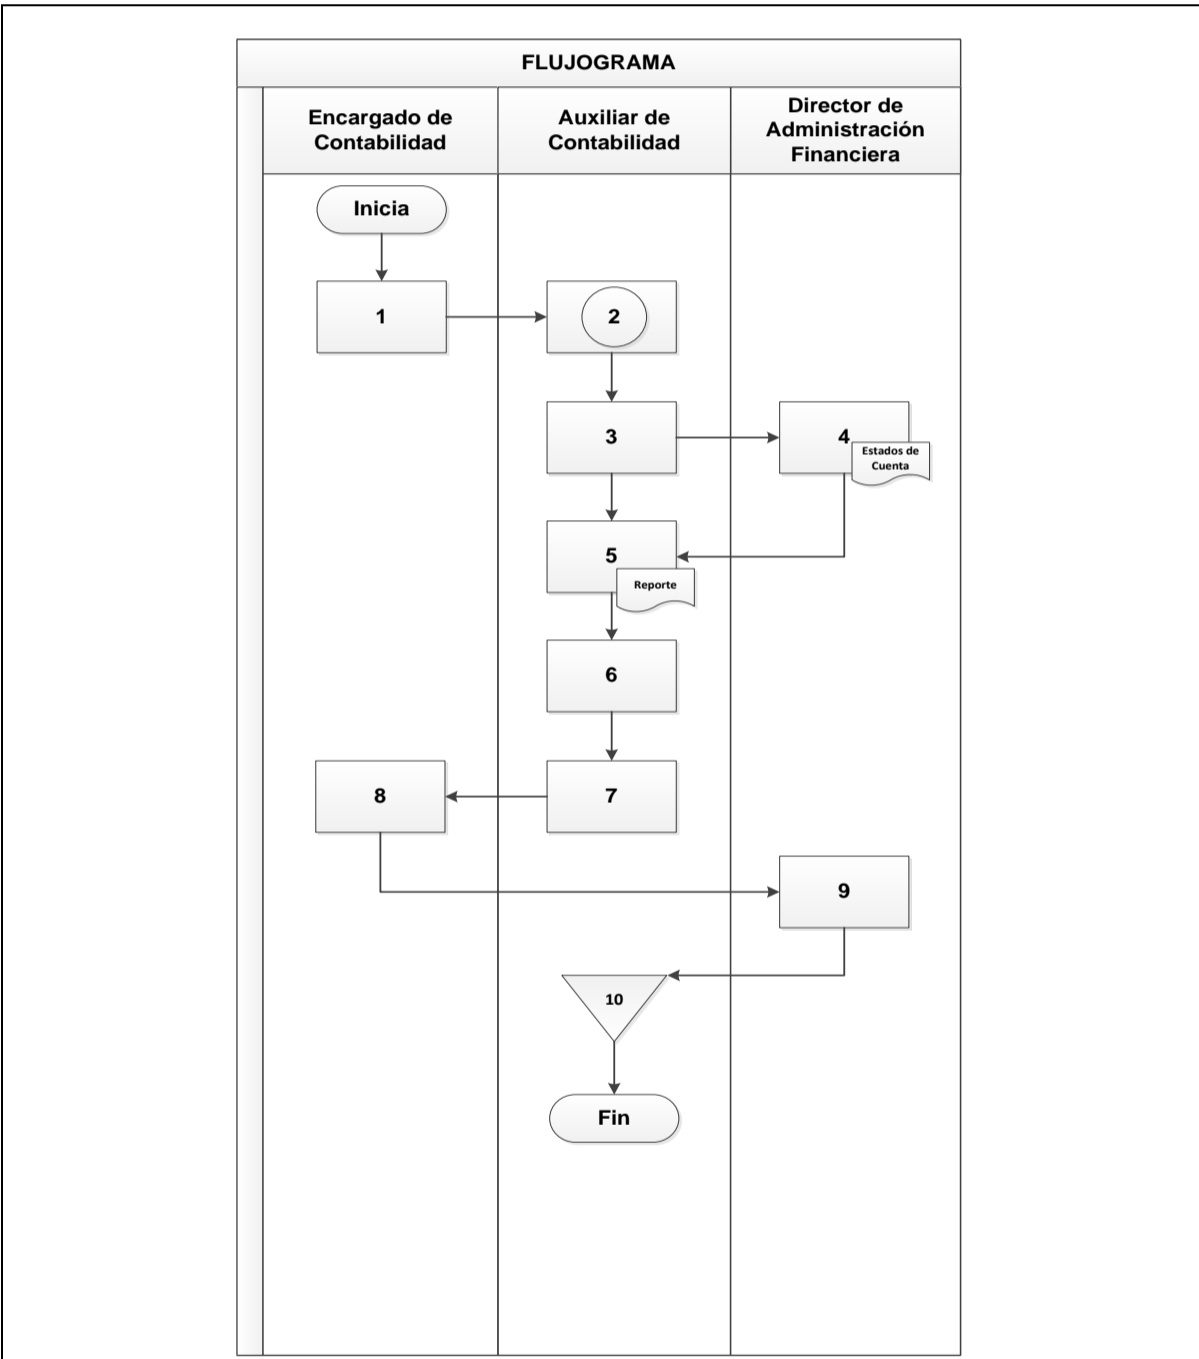 FLUJOGRAMA
Encargado de
Contabilidad
Auxiliar de
Contabilidad
Director de
Administración
Financiera
Inicia
1
2
3
4
Estados de
Cuenta
5
Reporte
6
8
7
9
10
Fin